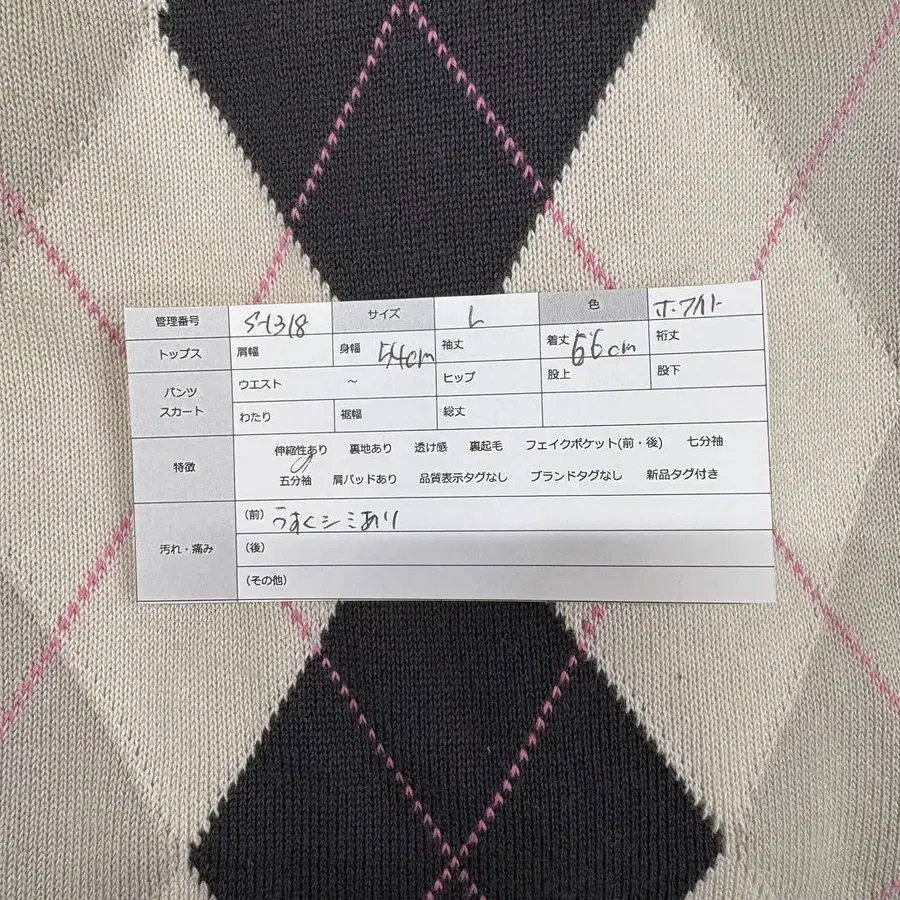 管理番号 S-1318 サイズ L 色 ホワイト
トップス 肩幅 身幅 54cm 袖丈 着丈 66cm 裄丈
パンツ スカート ウエスト ～ ヒップ 股上 股下
わたり 裾幅 総丈
特徴 伸縮性あり 裏地あり 透け感 裏起毛 フェイクポケット(前・後) 七分袖
五分袖 肩パッドあり 品質表示タグなし ブランドタグなし 新品タグ付き
汚れ・痛み (前) うすくシミあり
(後)
(その他)